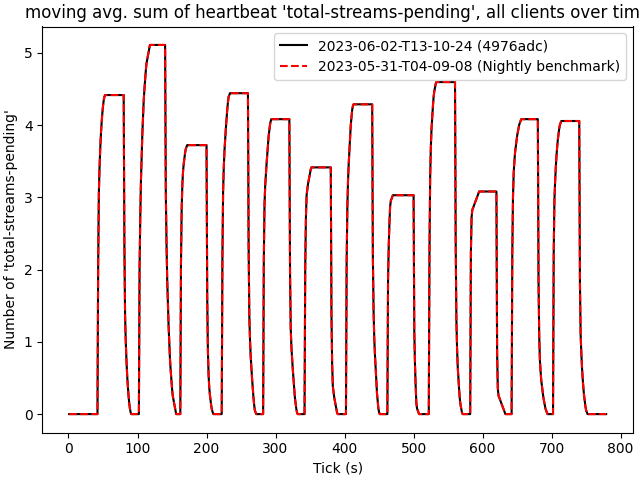 moving avg. sum of heartbeat 'total-streams-pending', all clients over tim
2023-06-02-T13-10-24 (4976adc)
2023-05-31-T04-09-08 (Nightly benchmark)
Number of 'total-streams-pending'
5
4
3
2
1
0
0 100 200 300 400 500 600 700 800
Tick (s)